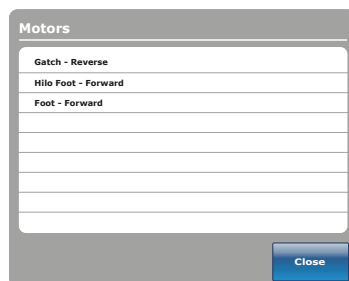 Motors
Gatch - Reverse
Hilo Foot - Forward
Foot - Forward
Close